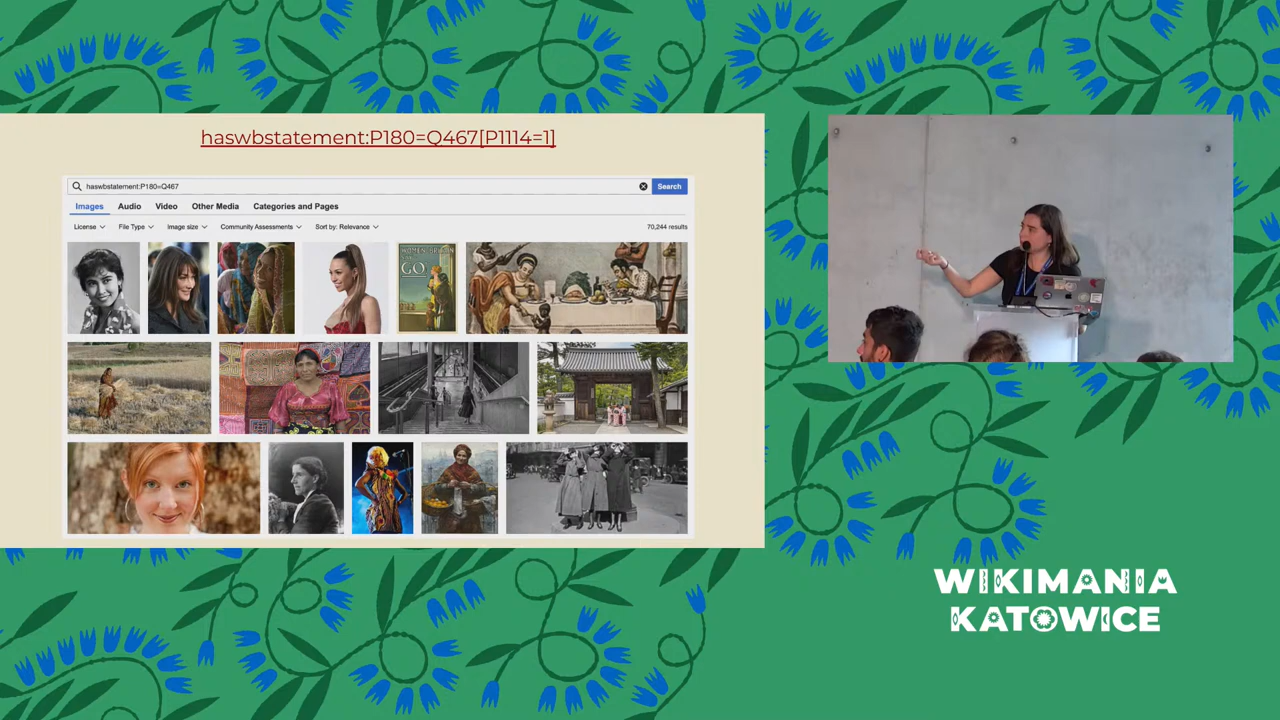 haswbstatement:P180=Q467[P1114=1]
haswbstatement:P180=Q467
Search
Images Audio Video Other Media Categories and Pages
License File Type Image size Community Assessments Sort by: Relevance 70,244 results
GO
WIKIMANIA
KATOWICE